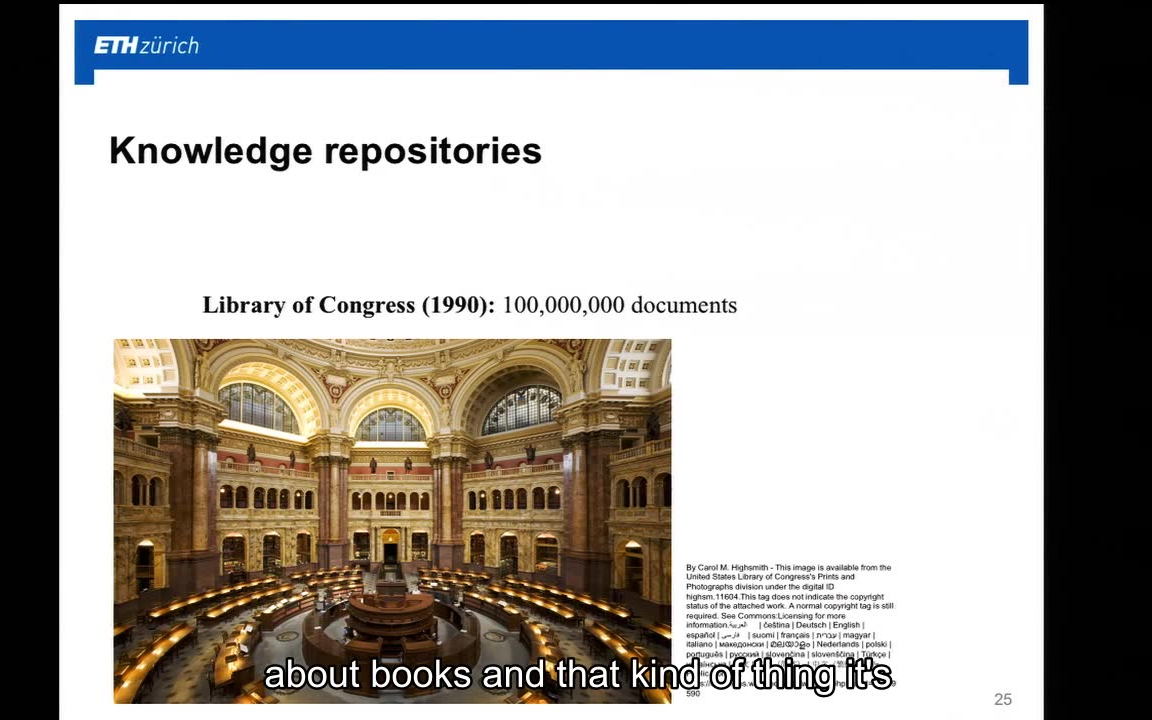 ETH zürich
Knowledge repositories
Library of Congress (1990): 100,000,000 documents
By Carol M. Highsmith - This image is available from the
United States Library of Congress's Prints and
Photographs division under the digital ID
highsm.11604.This tag does not indicate the copyright
status of the attached work. A normal copyright tag is still
required. See Commons:Licensing for more
information.العربية | čeština | Deutsch | English |
español | فارسی | suomi | français | עברית | magyar |
italiano | македонски | മലയാളം | Nederlands | polski |
português | русский | slovenčina | slovenščina | Türkçe |
about books and that kind of thing it's
590
25